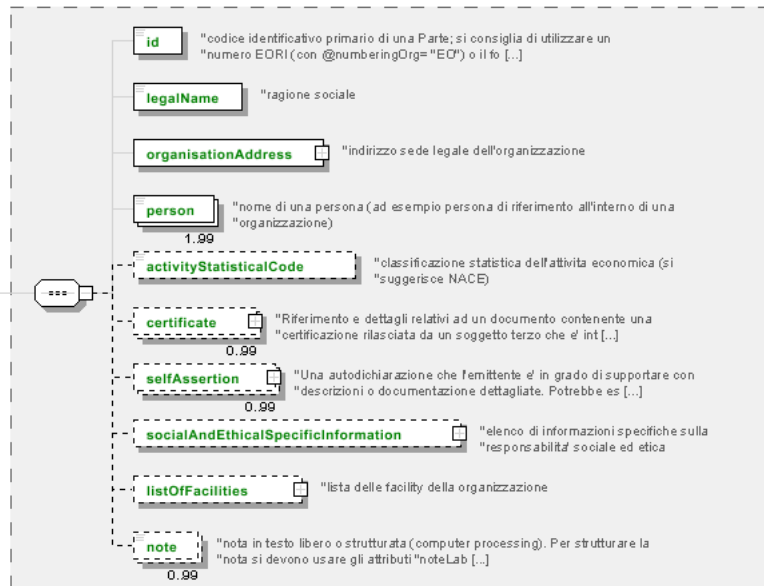 id
"codice identificativo primario di una Parte; si consiglia di utilizzare un
"numero EORI (con @numberingOrg= "EO") o il fo [...]
legalName
"ragione sociale
organisationAddress
"indirizzo sede legale dell'organizzazione
person
"nome di una persona (ad esempio persona di riferimento all'interno di una
"organizzazione)
1..99
activityStatisticalCode
"classificazione statistica dell'attivita economica (si
"suggerisce NACE)
certificate
"Riferimento e dettagli relativi ad un documento contenente una
"certificazione rilasciata da un soggetto terzo che e' int [...]
0..99
selfAssertion
"Una autodichiarazione che l'emittente e' in grado di supportare con
"descrizioni o documentazione dettagliate. Potrebbe es [...]
0..99
socialAndEthicalSpecificInformation
"elenco di informazioni specifiche sulla
"responsabilita' sociale ed etica
listOfFacilities
"lista delle facility della organizzazione
note
"nota in testo libero o strutturata (computer processing). Per strutturare la
"nota si devono usare gli attributi "noteLab [...]
0..99